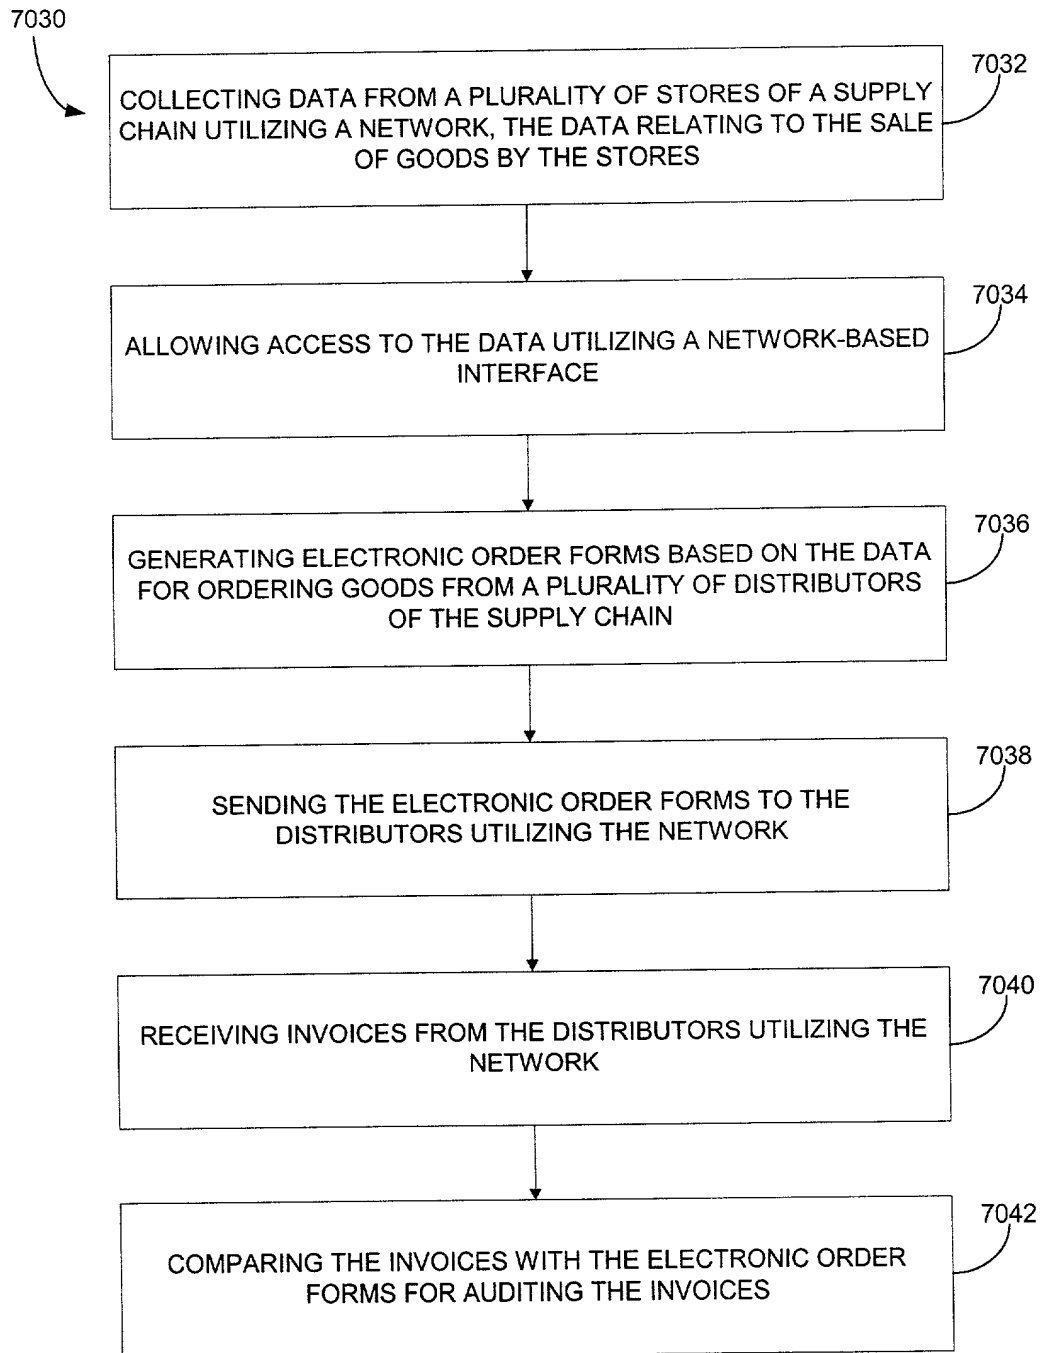 7030
7032
COLLECTING DATA FROM A PLURALITY OF STORES OF A SUPPLY
CHAIN UTILIZING A NETWORK, THE DATA RELATING TO THE SALE
OF GOODS BY THE STORES
7034
ALLOWING ACCESS TO THE DATA UTILIZING A NETWORK-BASED
INTERFACE
7036
GENERATING ELECTRONIC ORDER FORMS BASED ON THE DATA
FOR ORDERING GOODS FROM A PLURALITY OF DISTRIBUTORS
OF THE SUPPLY CHAIN
7038
SENDING THE ELECTRONIC ORDER FORMS TO THE
DISTRIBUTORS UTILIZING THE NETWORK
7040
RECEIVING INVOICES FROM THE DISTRIBUTORS UTILIZING THE
NETWORK
7042
COMPARING THE INVOICES WITH THE ELECTRONIC ORDER
FORMS FOR AUDITING THE INVOICES